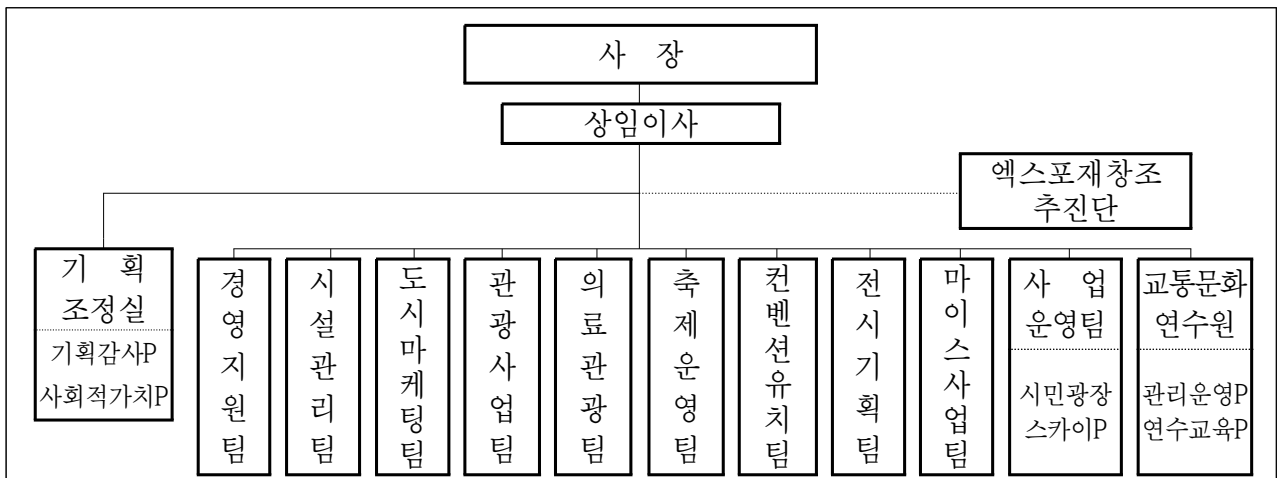 사 장
상임이사
엑스포재창조
추진단
기 획
조정실
기획감사P
사회적가치P
경영지원팀
시설관리팀
도시마케팅팀
관광사업팀
의료관광팀
축제운영팀
컨벤션유치팀
전시기획팀
마이스사업팀
사 업
운영팀
시민광장
스카이P
교통문화
연수원
관리운영P
연수교육P